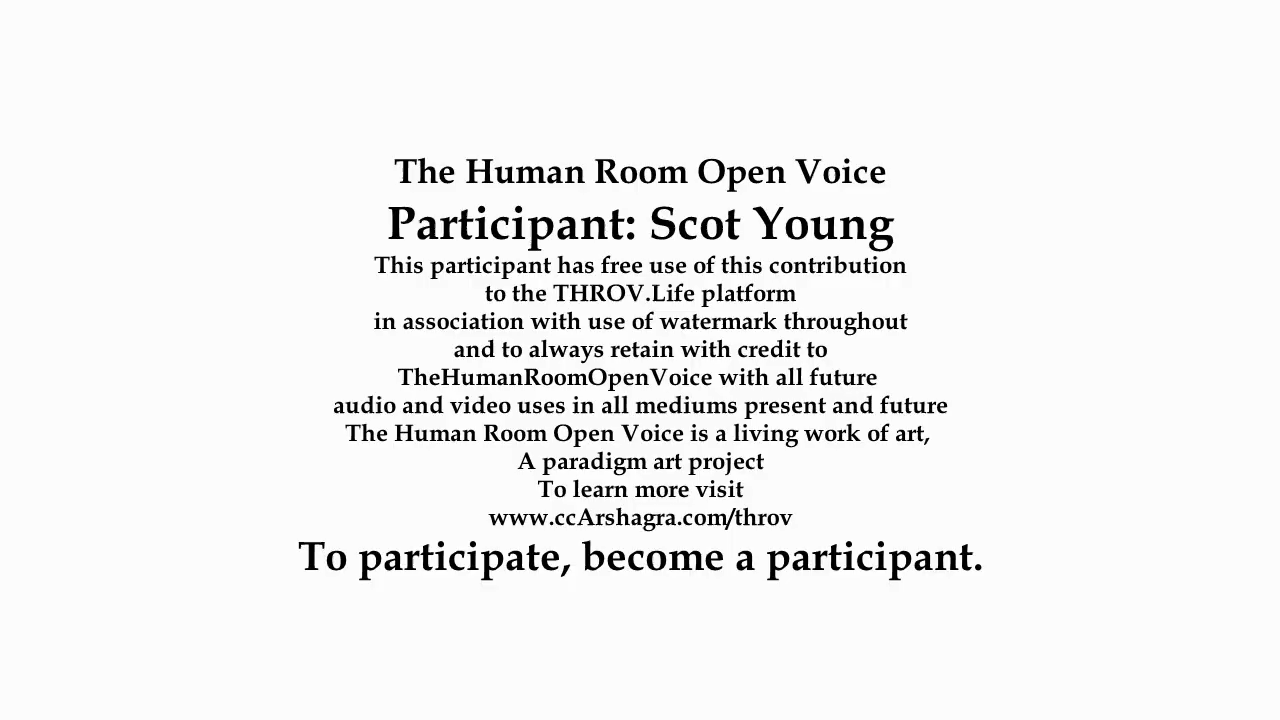 The Human Room Open Voice
Participant: Scot Young
This participant has free use of this contribution
to the THROV.Life platform
in association with use of watermark throughout
and to always retain with credit to
TheHumanRoomOpenVoice with all future
audio and video uses in all mediums present and future
The Human Room Open Voice is a living work of art,
A paradigm art project
To learn more visit
www.ccArshagra.com/throv
To participate, become a participant.